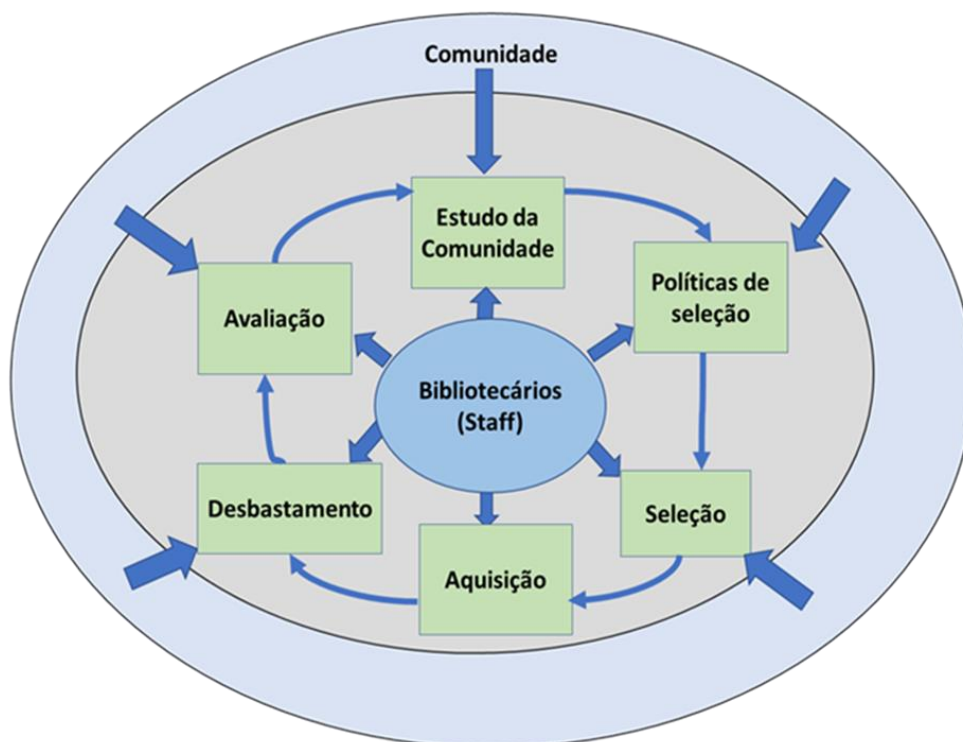 Comunidade
Estudo da
Comunidade
Políticas de
seleção
Avaliação
Bibliotecários
(Staff)
Desbastamento
Seleção
Aquisição